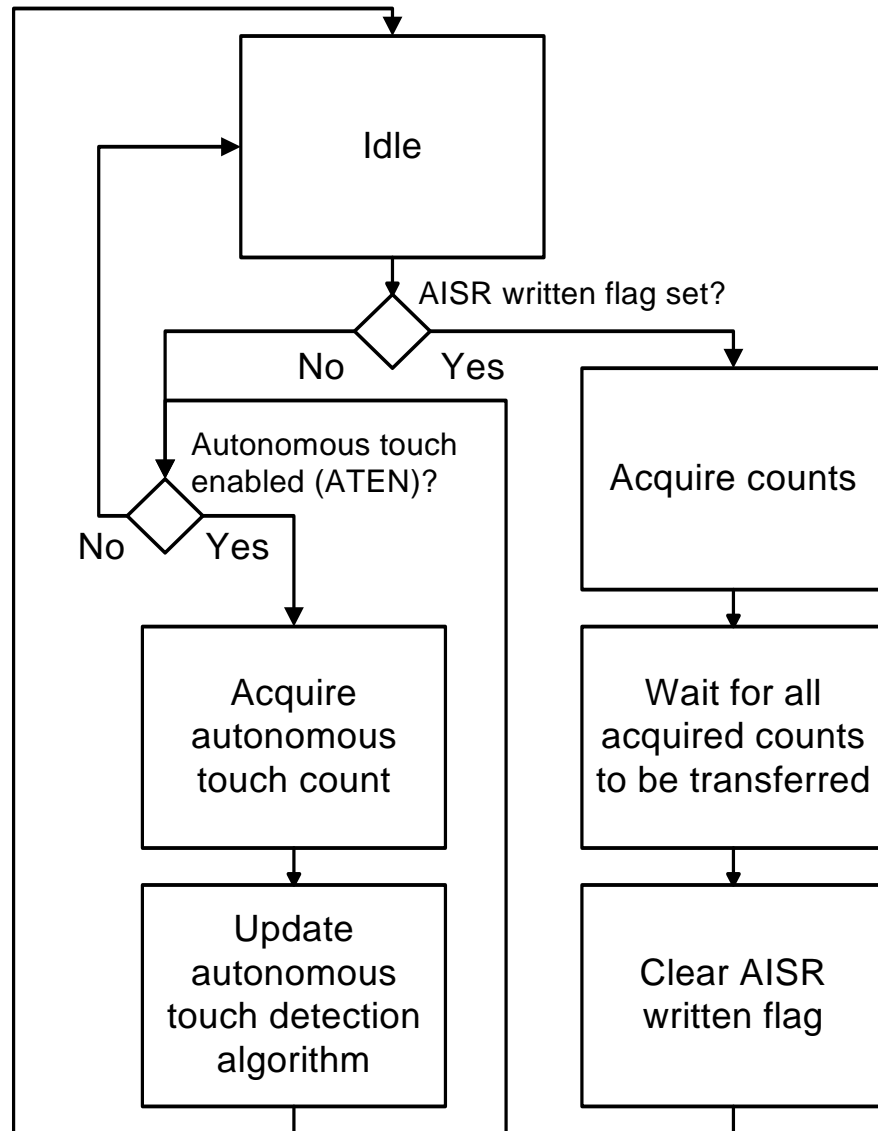 Idle
AISR written flag set?
No
Yes
Autonomous touch
enabled (ATEN)?
No
Yes
Acquire counts
Acquire
autonomous
touch count
Wait for all
acquired counts
to be transferred
Update
autonomous
touch detection
algorithm
Clear AISR
written flag